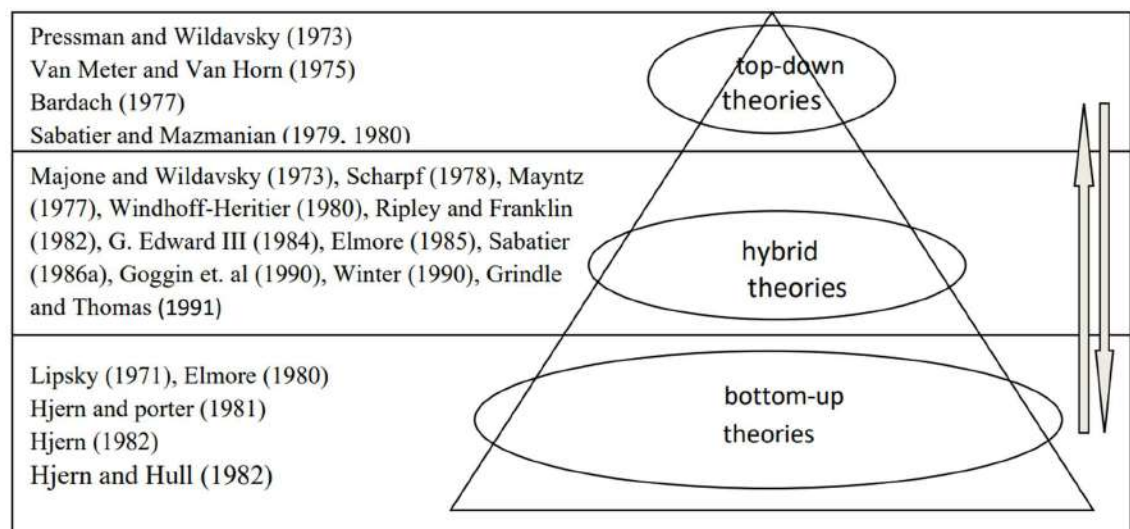 Pressman and Wildavsky (1973)
Van Meter and Van Horn (1975)
Bardach (1977)
Sabatier and Mazmanian (1979, 1980)
top-down
theories
Majone and Wildavsky (1973), Scharpf (1978), Mayntz
(1977), Windhoff-Heritier (1980), Ripley and Franklin
(1982), G. Edward III (1984), Elmore (1985), Sabatier
(1986a), Goggin et. al (1990), Winter (1990), Grindle
and Thomas (1991)
hybrid
theories
Lipsky (1971), Elmore (1980)
Hjern and porter (1981)
Hjern (1982)
Hjern and Hull (1982)
bottom-up
theories